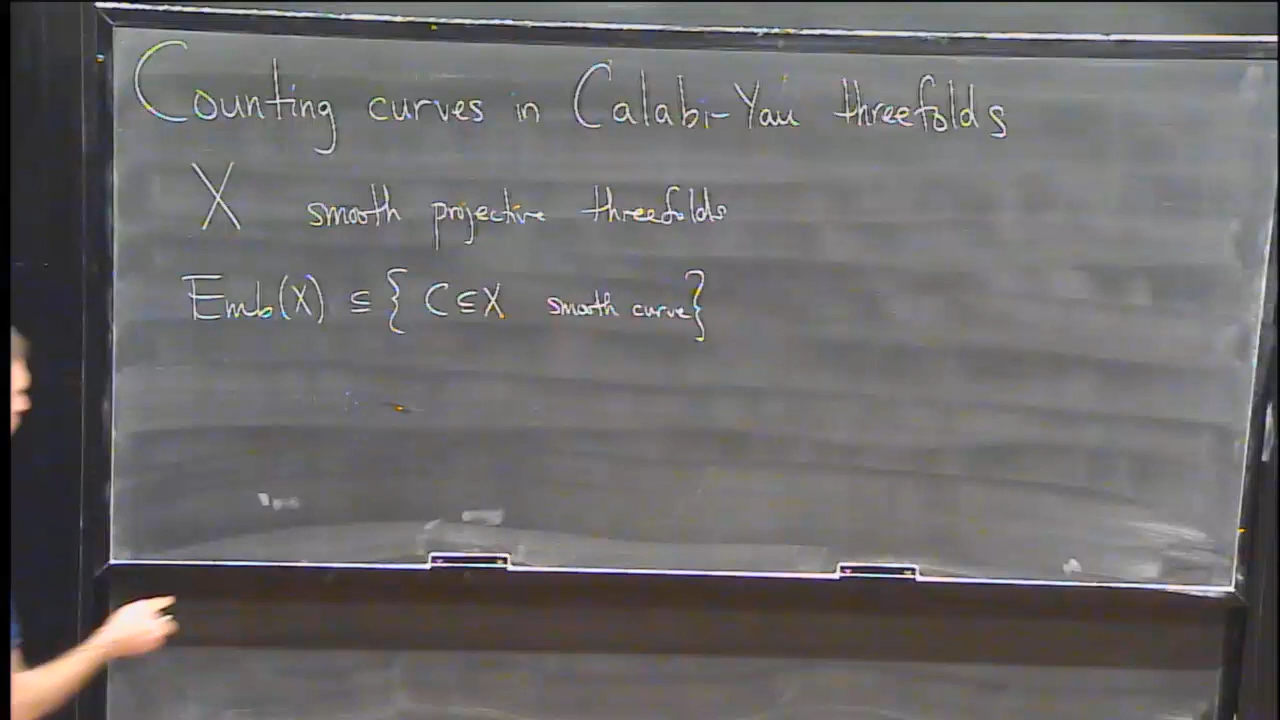 Counting curves in Calabi-Yau threefolds
X smooth projective threefolds
Emb(X) ⊆ { C⊆X smooth curve}